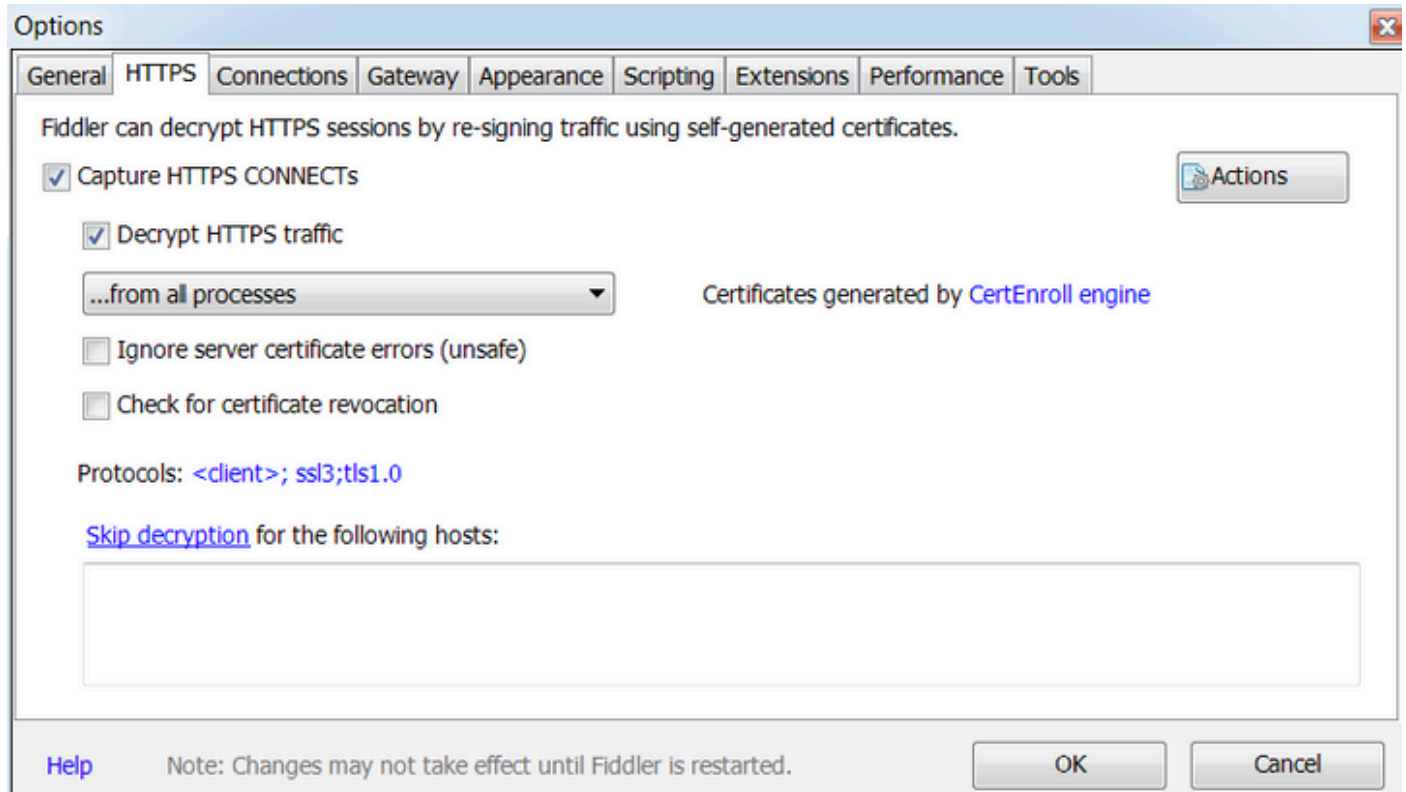 Options
General HTTPS Connections Gateway Appearance Scripting Extensions Performance Tools
Fiddler can decrypt HTTPS sessions by re-signing traffic using self-generated certificates.
Capture HTTPS CONNECTs
Actions
Decrypt HTTPS traffic
...from all processes
Certificates generated by CertEnroll engine
Ignore server certificate errors (unsafe)
Check for certificate revocation
Protocols: <client>; ssl3;tls1.0
Skip decryption for the following hosts:
Help Note: Changes may not take effect until Fiddler is restarted. OK Cancel